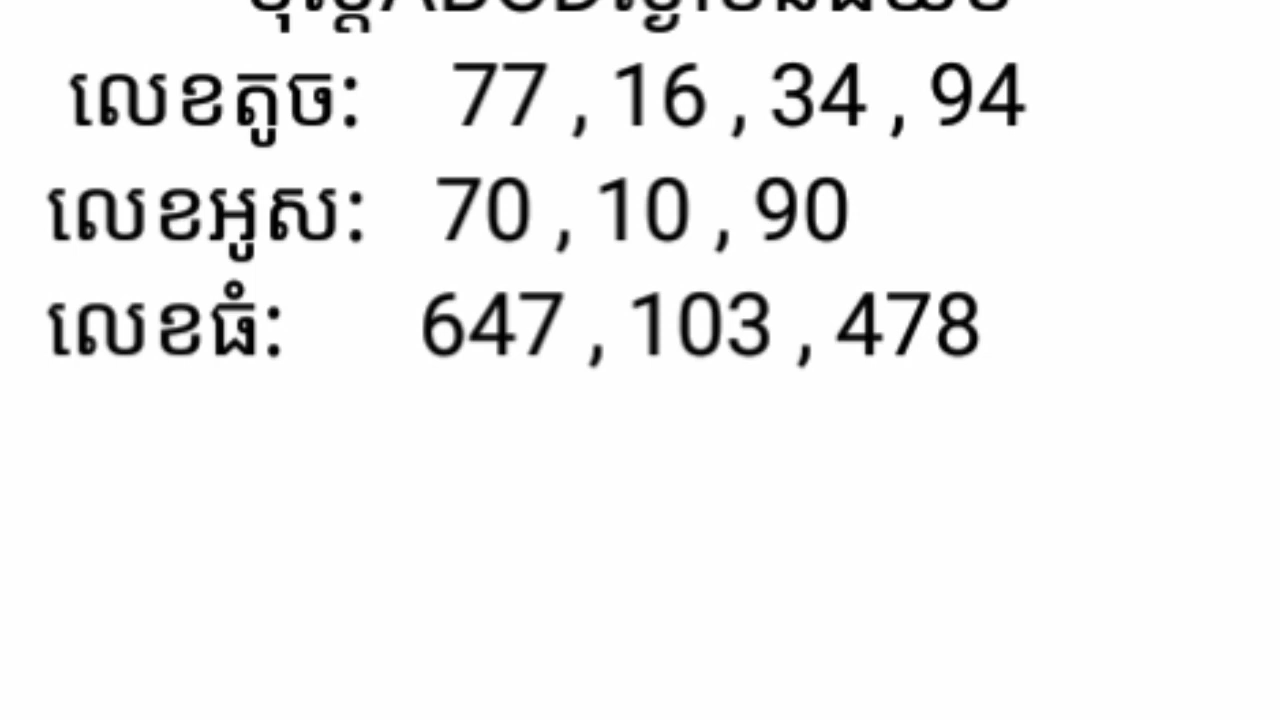 លេខតូច: 77 , 16 , 34 , 94
លេខអូស: 70 , 10 , 90
លេខធំ: 647 , 103 , 478